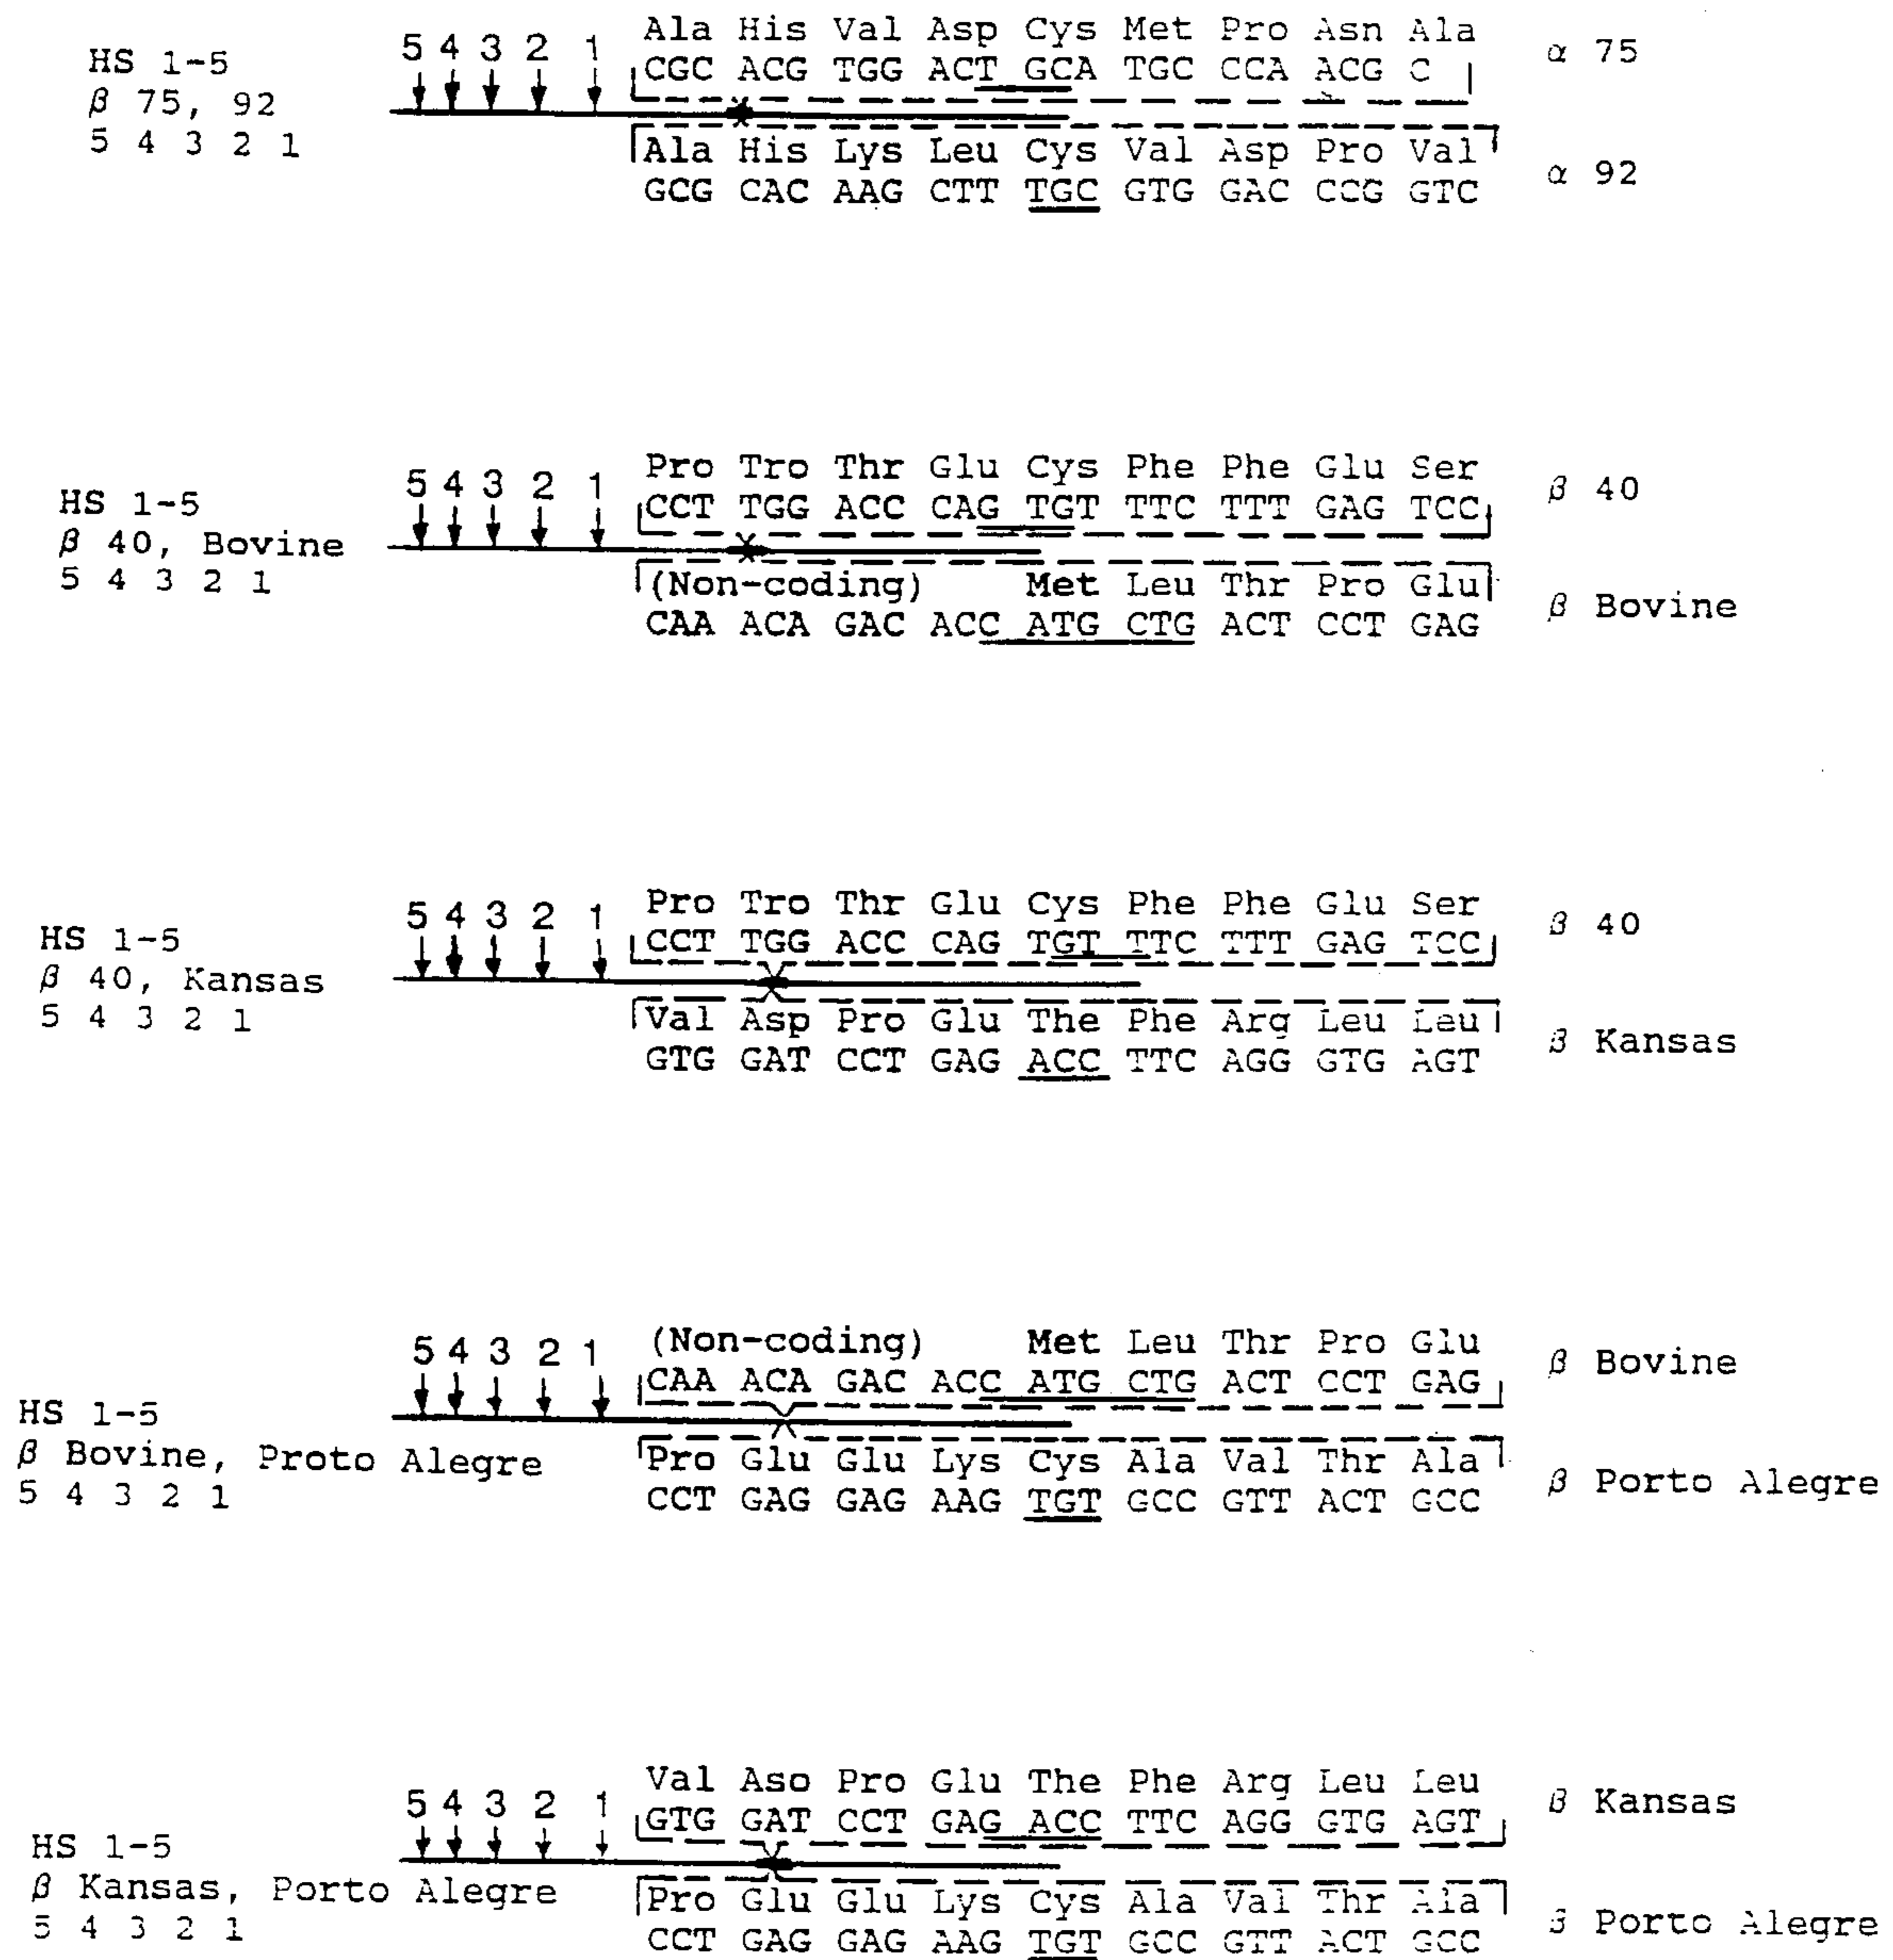 Ala His Val Asp Cys Met Pro Asn Ala
5 4 3 2 1
CGC ACG TGG ACT GCA TGC CCA ACG C
α 75
HS 1-5
β 75, 92
5 4 3 2 1
Ala His Lys Leu Cys Val Asp Pro Val
GCG CAC AAG CTT TGC GTG GAC CCG GTC
α 92
Pro Tro Thr Glu Cys Phe Phe Glu Ser
5 4 3 2 1
CCT TGG ACC CAG TGT TTC TTT GAG TCC
β 40
HS 1-5
β 40, Bovine
5 4 3 2 1
(Non-coding) Met Leu Thr Pro Glu
CAA ACA GAC ACC ATG CTG ACT CCT GAG
β Bovine
Pro Tro Thr Glu Cys Phe Phe Glu Ser
5 4 3 2 1
CCT TGG ACC CAG TGT TTC TTT GAG TCC
β 40
HS 1-5
β 40, Kansas
5 4 3 2 1
Val Asp Pro Glu The Phe Arg Leu Leu
GTG GAT CCT GAG ACC TTC AGG GTG AGT
β Kansas
(Non-coding) Met Leu Thr Pro Glu
5 4 3 2 1
CAA ACA GAC ACC ATG CTG ACT CCT GAG
β Bovine
HS 1-5
β Bovine, Proto Alegre
5 4 3 2 1
Pro Glu Glu Lys Cys Ala Val Thr Ala
CCT GAG GAG AAG TGT GCC GTT ACT GCC
β Porto Alegre
Val Aso Pro Glu The Phe Arg Leu Leu
5 4 3 2 1
GTG GAT CCT GAG ACC TTC AGG GTG AGT
β Kansas
HS 1-5
β Kansas, Porto Alegre
5 4 3 2 1
Pro Glu Glu Lys Cys Ala Val Thr Ala
CCT GAG GAG AAG TGT GCC GTT ACT GCC
β Porto Alegre